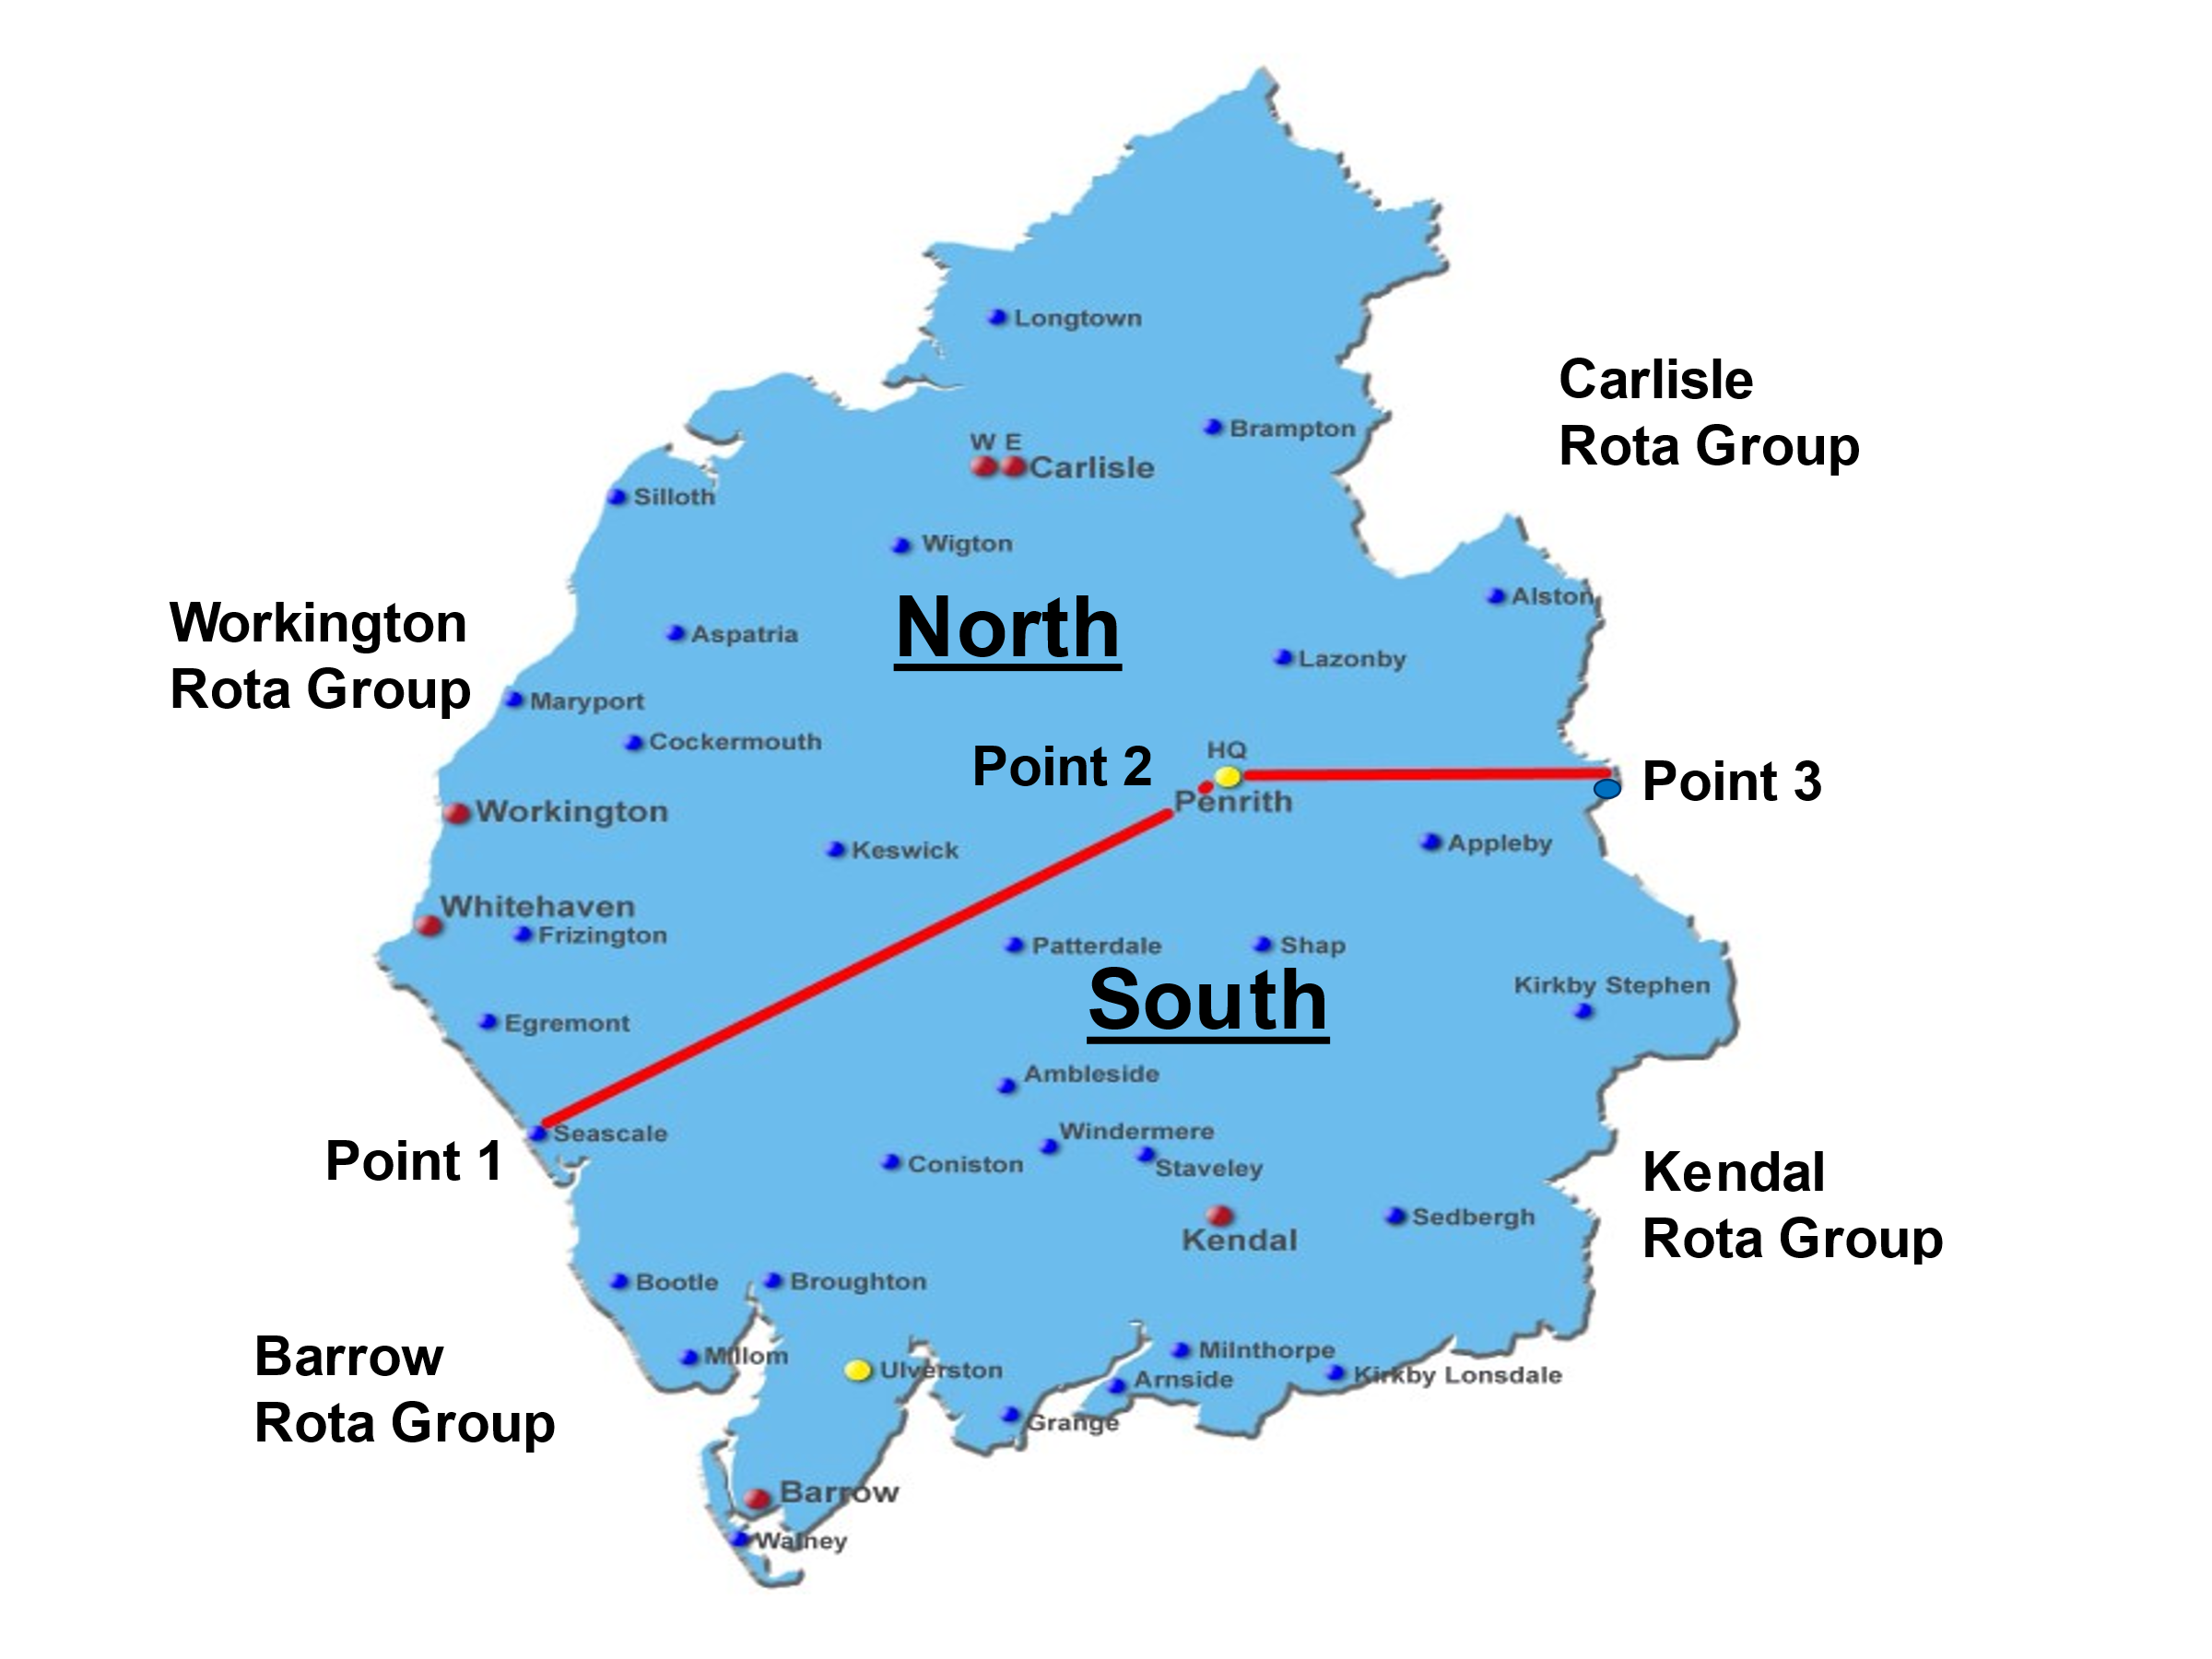 Longtown
Carlisle
Rota Group
Brampton
W E
Carlisle
Silloth
Wigton
Workington
Rota Group
North
Alston
Aspatria
Lazonby
Maryport
Cockermouth
Point 2
HQ
Point 3
Penrith
Workington
Keswick
Appleby
Whitehaven
Frizington
Patterdale
Shap
South
Kirkby Stephen
Egremont
Ambleside
Point 1
Seascale
Windermere
Coniston
Staveley
Kendal
Rota Group
Sedbergh
Kendal
Bootle
Broughton
Barrow
Rota Group
Millom
Ulverston
Milnthorpe
Arnside
Kirkby Lonsdale
Grange
Barrow
Walney